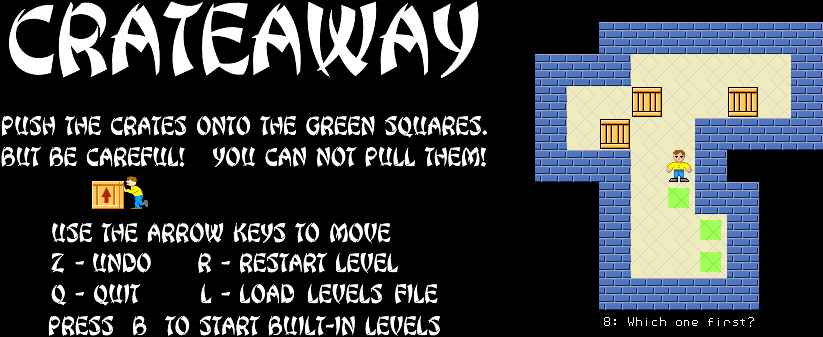 CRATEAWAY
PUSH THE CRATES ONTO THE GREEN SQUARES.
BUT BE CAREFUL! YOU CAN NOT PULL THEM!
USE THE ARROW KEYS TO MOVE
Z - UNDO R - RESTART LEVEL
Q - QUIT L - LOAD LEVELS FILE
PRESS B TO START BUILT-IN LEVELS
8: Which one first?